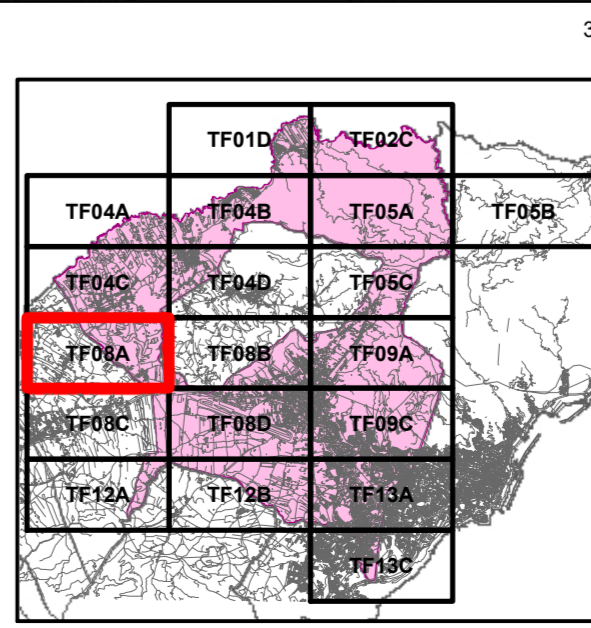 3
TF01D TF02C
TF04A TF04B TF05A TF05B
TF04C TF04D TF05C
TF08A TF08B TF09A
TF08C TF08D TF09C
TF12A TF12B TF13A
TF13C